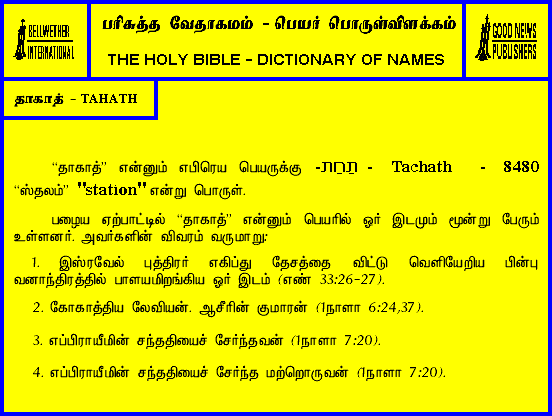 BELLWETHER
INTERNATIONAL
பரிசுத்த வேதாகமம் - பெயர் பொருள்விளக்கம்
THE HOLY BIBLE - DICTIONARY OF NAMES
GOOD NEWS
PUBLISHERS
தாகாத் - TAHATH
“தாகாத்” என்னும் எபிரெய பெயருக்கு -תחת - Tachath - 8480
“ஸ்தலம்” "station" என்று பொருள்.
பழைய ஏற்பாட்டில் “தாகாத்” என்னும் பெயரில் ஓர் இடமும் மூன்று பேரும்
உள்ளனர். அவர்களின் விவரம் வருமாறு:
1. இஸ்ரவேல் புத்திரர் எகிப்து தேசத்தை விட்டு வெளியேறிய பின்பு
வனாந்திரத்தில் பாளயமிறங்கிய ஓர் இடம் (எண் 33:26-27).
2. கோகாத்திய லேவியன். ஆசீரின் குமாரன் (1நாளா 6:24,37).
3. எப்பிராயீமின் சந்ததியைச் சேர்ந்தவன் (1நாளா 7:20).
4. எப்பிராயீமின் சந்ததியைச் சேர்ந்த மற்றொருவன் (1நாளா 7:20).